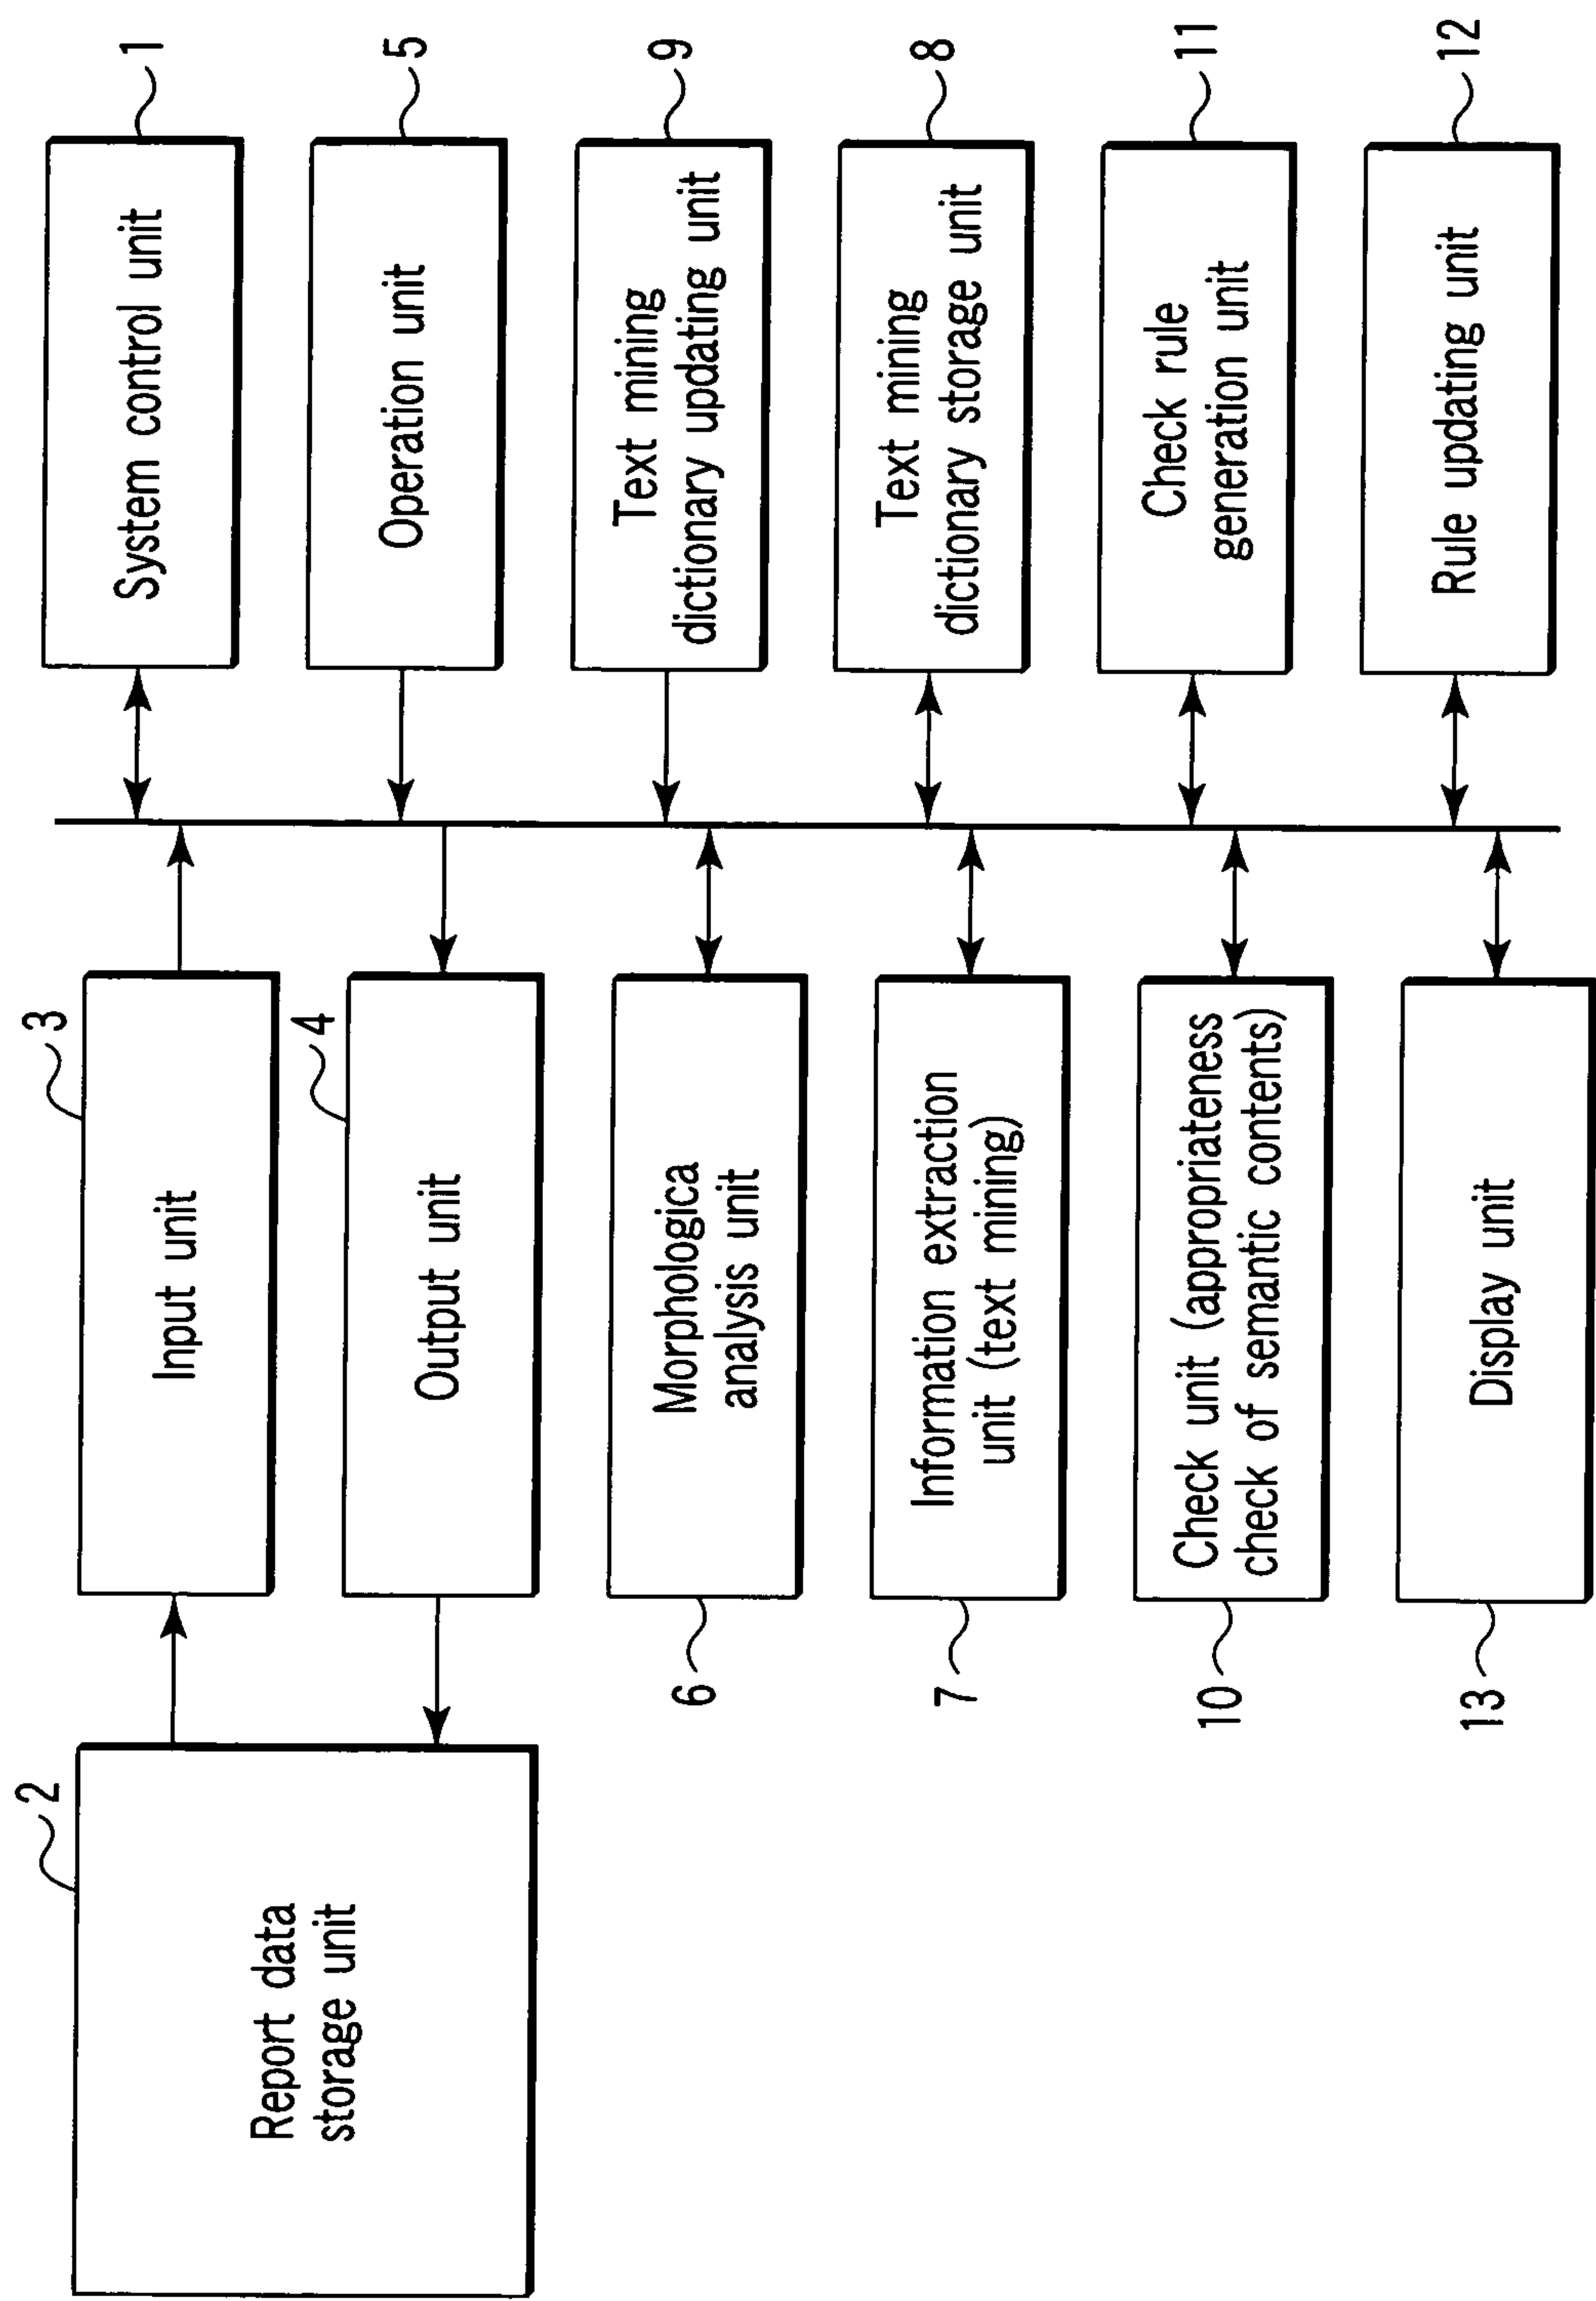 2
Report data
storage unit
3
Input unit
4
Output unit
6
Morphologica
analysis unit
7
Information extraction
unit (text mining)
10
Check unit (appropriateness
check of semantic contents)
13
Display unit
1
System control unit
5
Operation unit
9
Text mining
dictionary updating unit
8
Text mining
dictionary storage unit
11
Check rule
generation unit
12
Rule updating unit